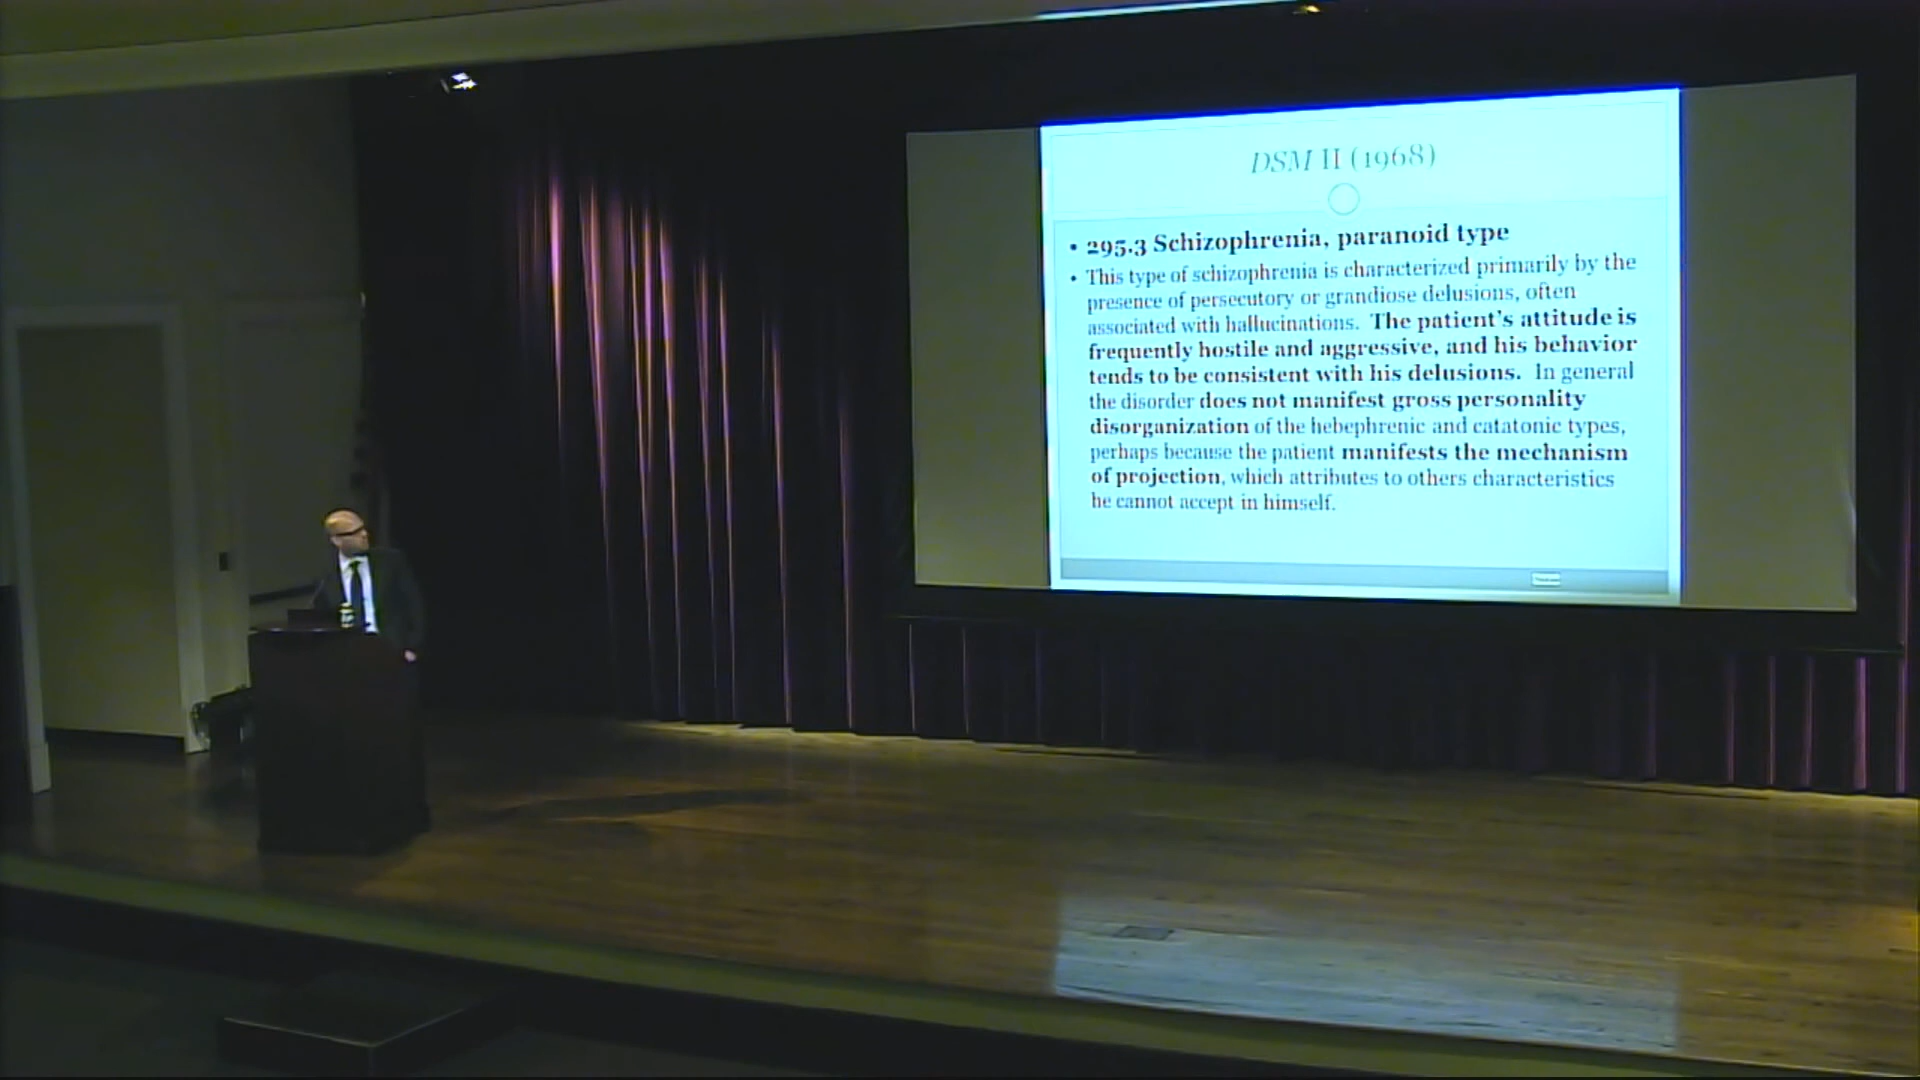 DSM II (1968)
• 295.3 Schizophrenia, paranoid type
• This type of schizophrenia is characterized primarily by the
presence of persecutory or grandiose delusions, often
associated with hallucinations. The patient's attitude is
frequently hostile and aggressive, and his behavior
tends to be consistent with his delusions. In general
the disorder does not manifest gross personality
disorganization of the hebephrenic and catatonic types,
perhaps because the patient manifests the mechanism
of projection, which attributes to others characteristics
he cannot accept in himself.